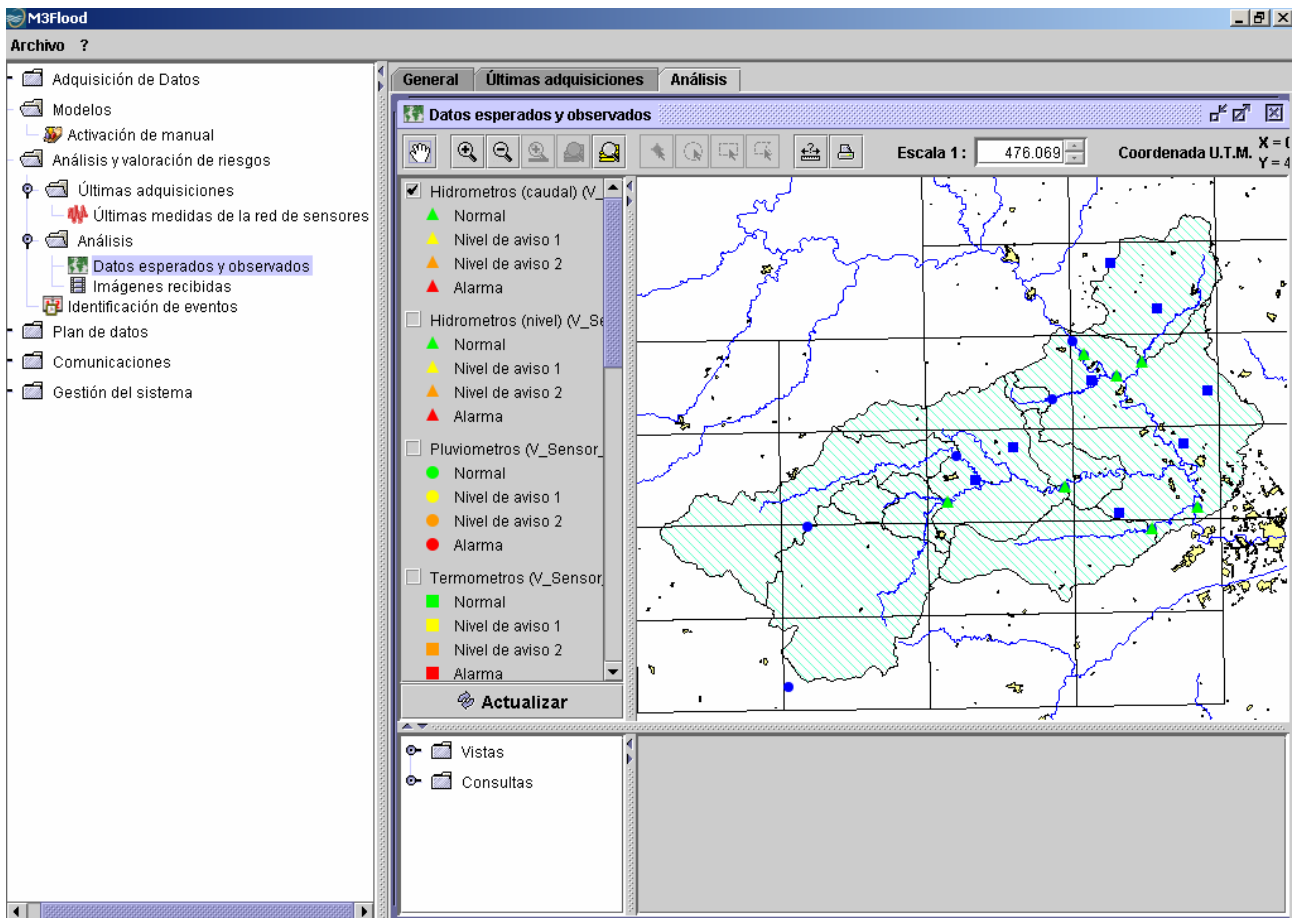 M3Flood
Archivo ?
Adquisición de Datos
Modelos
Activación de manual
Análisis y valoración de riesgos
Últimas adquisiciones
Últimas medidas de la red de sensores
Análisis
Datos esperados y observados
Imágenes recibidas
Identificación de eventos
Plan de datos
Comunicaciones
Gestión del sistema
General Últimas adquisiciones Análisis
Datos esperados y observados
Escala 1 : 476.069 Coordenada U.T.M. X = (
Y = 4
Hidrometros (caudal) (V_
Normal
Nivel de aviso 1
Nivel de aviso 2
Alarma
Hidrometros (nivel) (V_Se
Normal
Nivel de aviso 1
Nivel de aviso 2
Alarma
Pluviometros (V_Sensor_
Normal
Nivel de aviso 1
Nivel de aviso 2
Alarma
Termometros (V_Sensor_
Normal
Nivel de aviso 1
Nivel de aviso 2
Alarma
Actualizar
Vistas
Consultas